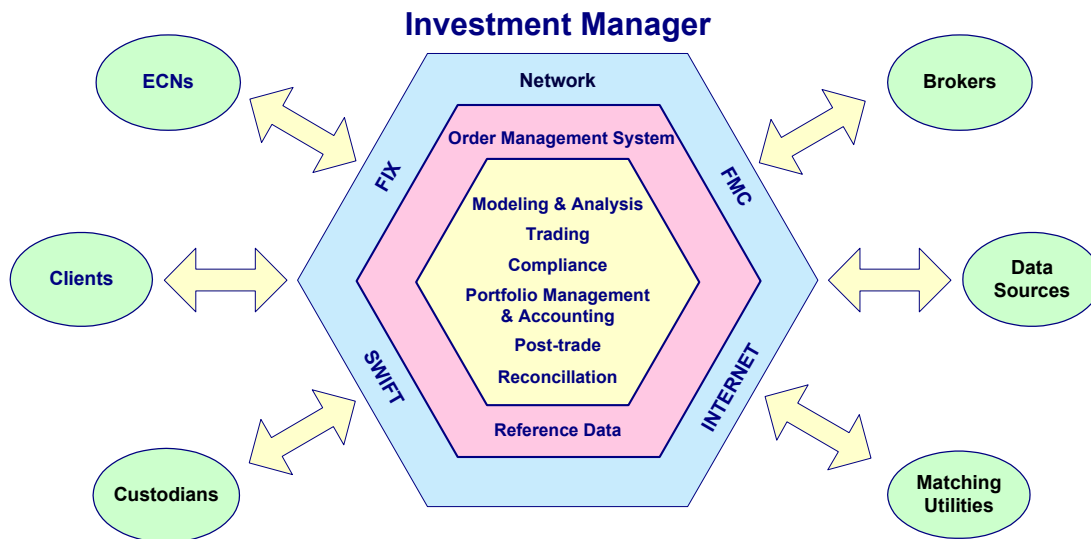 Investment Manager
ECNs
Network
Brokers
Order Management System
FIX
FMC
Modeling & Analysis
Trading
Compliance
Clients
Data
Sources
Portfolio Management
& Accounting
Post-trade
SWIFT
INTERNET
Reconcillation
Reference Data
Custodians
Matching
Utilities